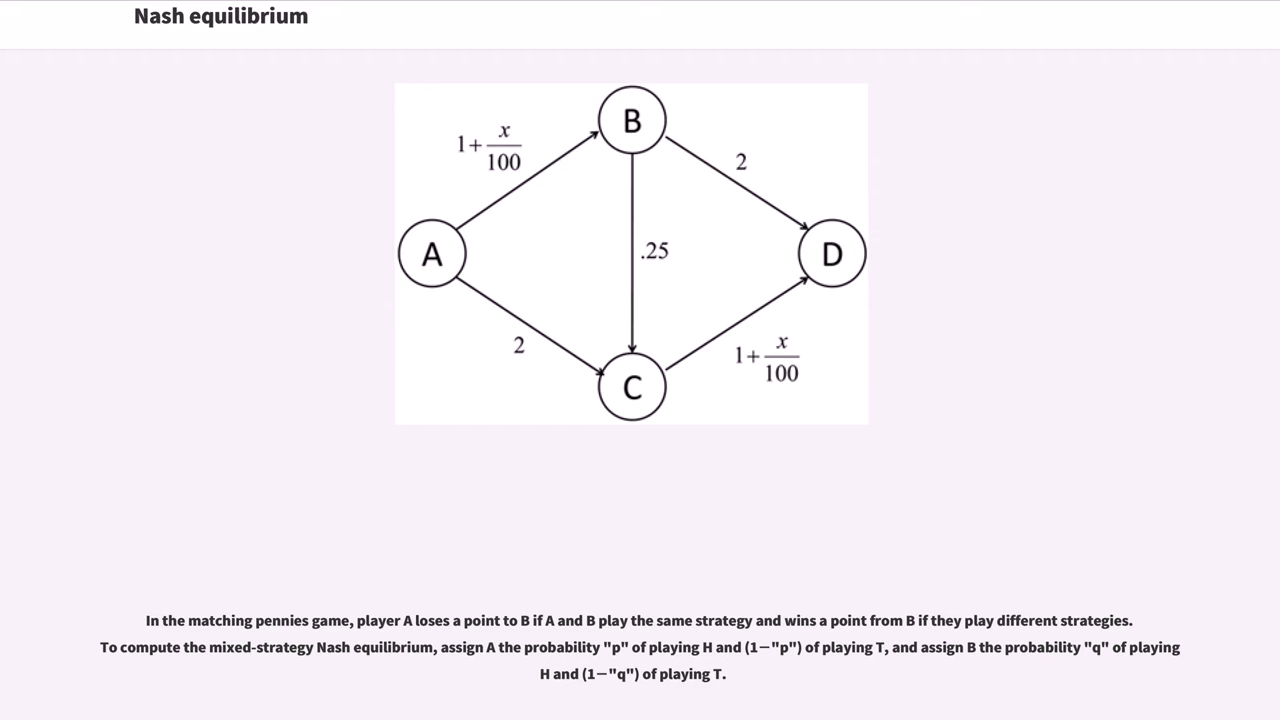 Nash equilibrium
B
1+ x/100
2
A
.25
D
2
1+ x/100
C
In the matching pennies game, player A loses a point to B if A and B play the same strategy and wins a point from B if they play different strategies.
To compute the mixed-strategy Nash equilibrium, assign A the probability "p" of playing H and (1−"p") of playing T, and assign B the probability "q" of playing
H and (1−"q") of playing T.